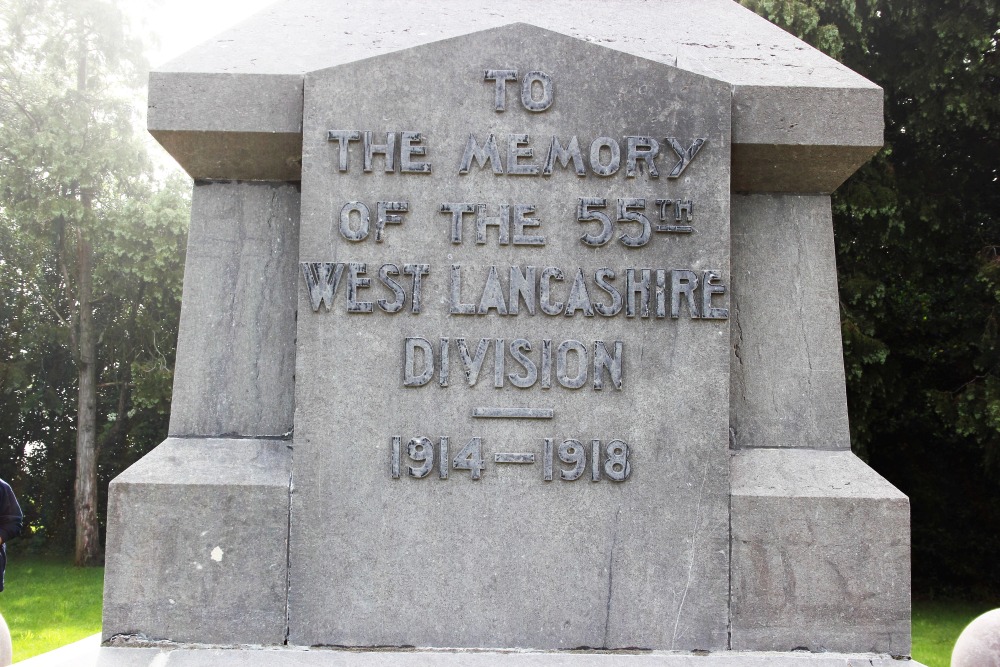 TO
THE MEMORY
OF THE 55TH
WEST LANCASHIRE
DIVISION
—
1914—1918